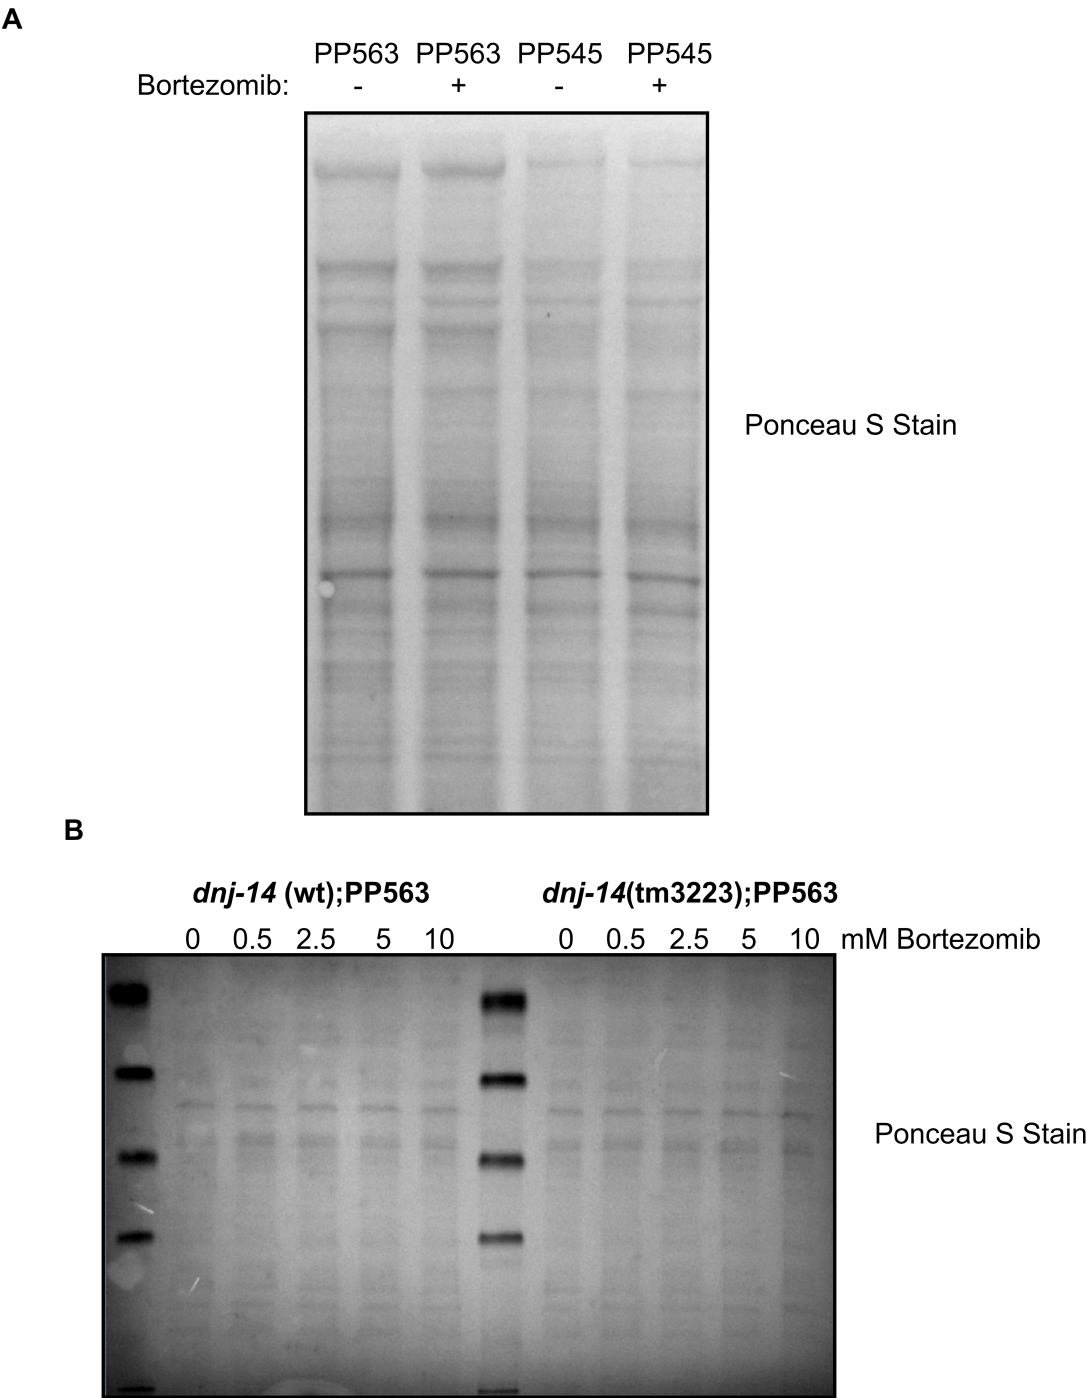 A
PP563 PP563 PP545 PP545
Bortezomib: - + - +
Ponceau S Stain
B
dnj-14 (wt);PP563 dnj-14(tm3223);PP563
0 0.5 2.5 5 10 0 0.5 2.5 5 10 mM Bortezomib
Ponceau S Stain